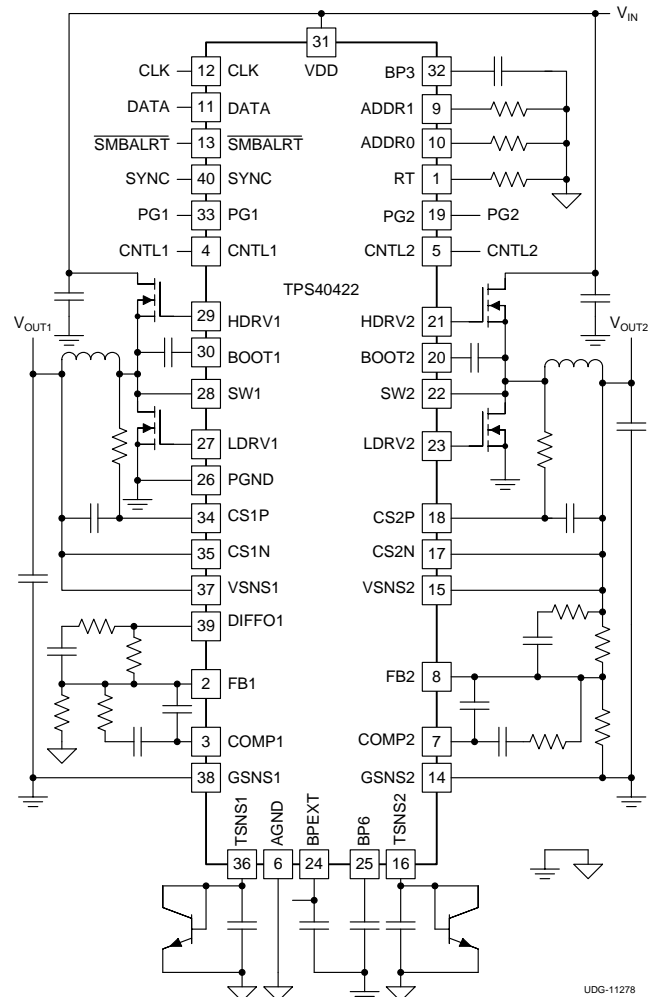 V_IN
31
VDD
CLK 12 CLK BP3 32
DATA 11 DATA ADDR1 9
SMBALRT 13 SMBALRT ADDR0 10
SYNC 40 SYNC RT 1
PG1 33 PG1 PG2 19 PG2
CNTL1 4 CNTL1 CNTL2 5 CNTL2
TPS40422
29 HDRV1 HDRV2 21
VOUT1 VOUT2
30 BOOT1 BOOT2 20
28 SW1 SW2 22
27 LDRV1 LDRV2 23
26 PGND
34 CS1P CS2P 18
35 CS1N CS2N 17
37 VSNS1 VSNS2 15
39 DIFFO1
2 FB1 FB2 8
3 COMP1 COMP2 7
38 GSNS1 GSNS2 14
TSNS1 AGND BPEXT BP6 TSNS2
36 6 24 25 16
UDG-11278